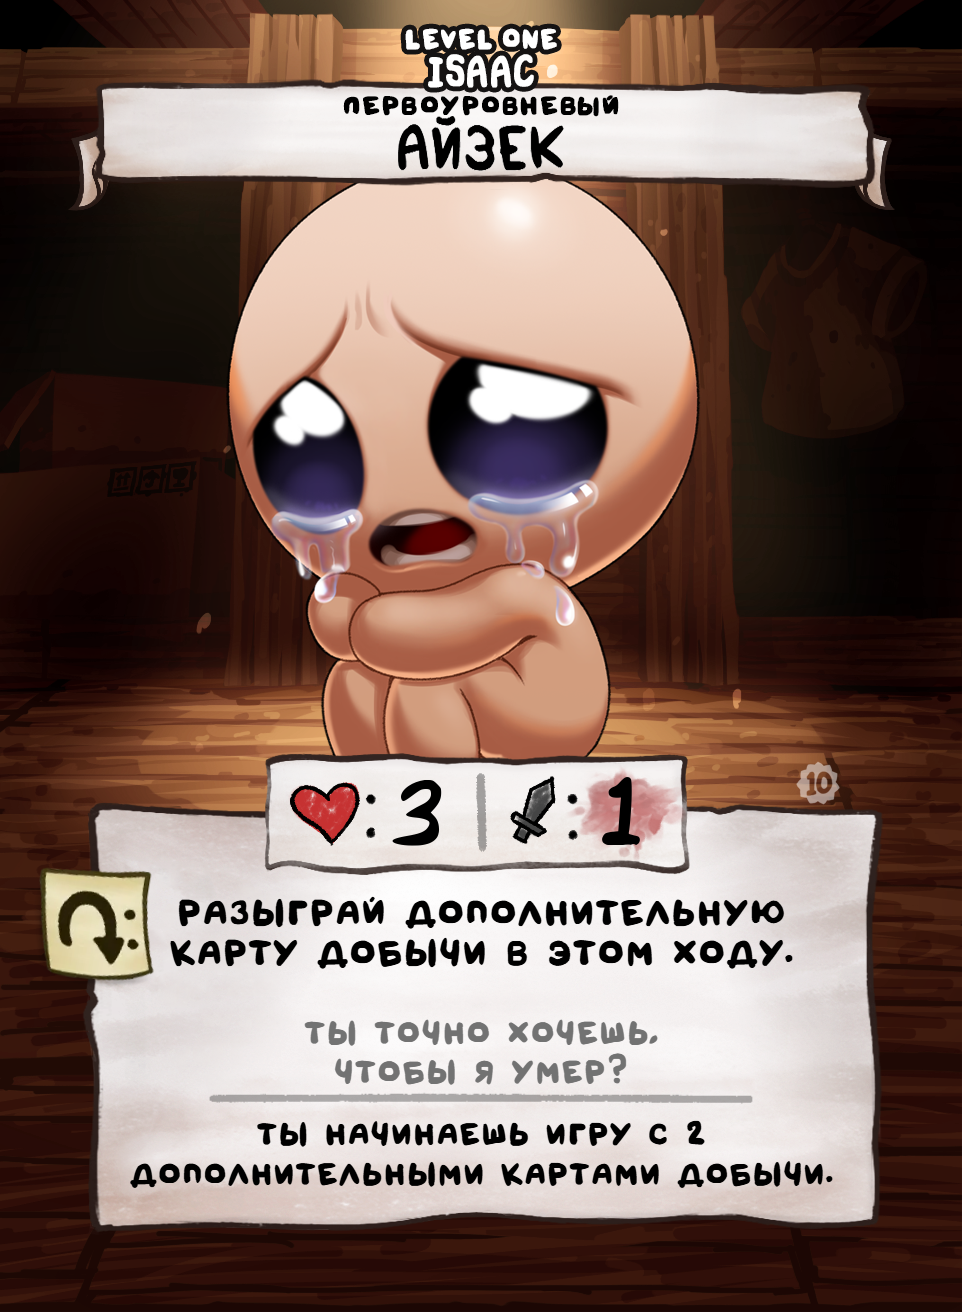 LEVEL ONE
ISAAC
ПЕРВОУРОВНЕВЫЙ
АЙЗЕК
: 3 | : 1
10
РАЗЫГРАЙ ДОПОЛНИТЕЛЬНУЮ
КАРТУ ДОБЫЧИ В ЭТОМ ХОДУ.
ТЫ ТОЧНО ХОЧЕШЬ,
ЧТОБЫ Я УМЕР?
ТЫ НАЧИНАЕШЬ ИГРУ С 2
ДОПОЛНИТЕЛЬНЫМИ КАРТАМИ ДОБЫЧИ.